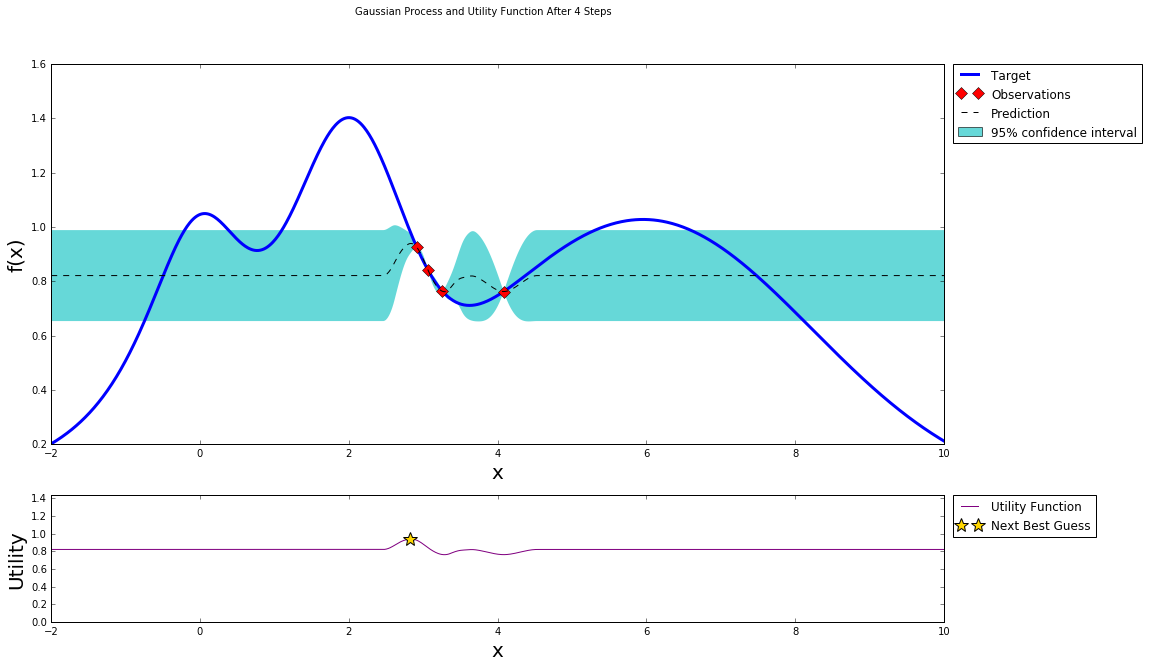 Gaussian Process and Utility Function After 4 Steps
1.6
1.4
1.2
1.0
0.8
0.6
0.4
0.2
f(x)
−2 0 2 4 6 8 10
x
Target
Observations
Prediction
95% confidence interval
1.4
1.2
1.0
0.8
0.6
0.4
0.2
0.0
Utility
−2 0 2 4 6 8 10
x
Utility Function
Next Best Guess